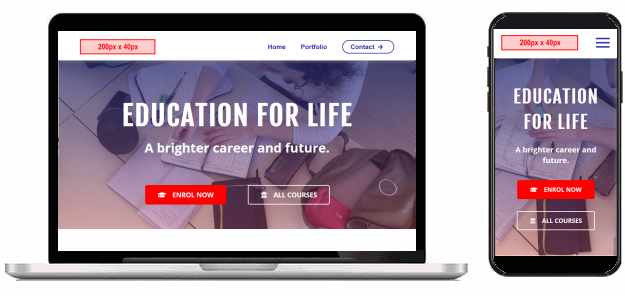 200px x 40px
Home Portfolio Contact →
EDUCATION FOR LIFE
A brighter career and future.
ENROL NOW ALL COURSES
200px x 40px
EDUCATION
FOR LIFE
A brighter career and
future.
ENROL NOW
ALL COURSES